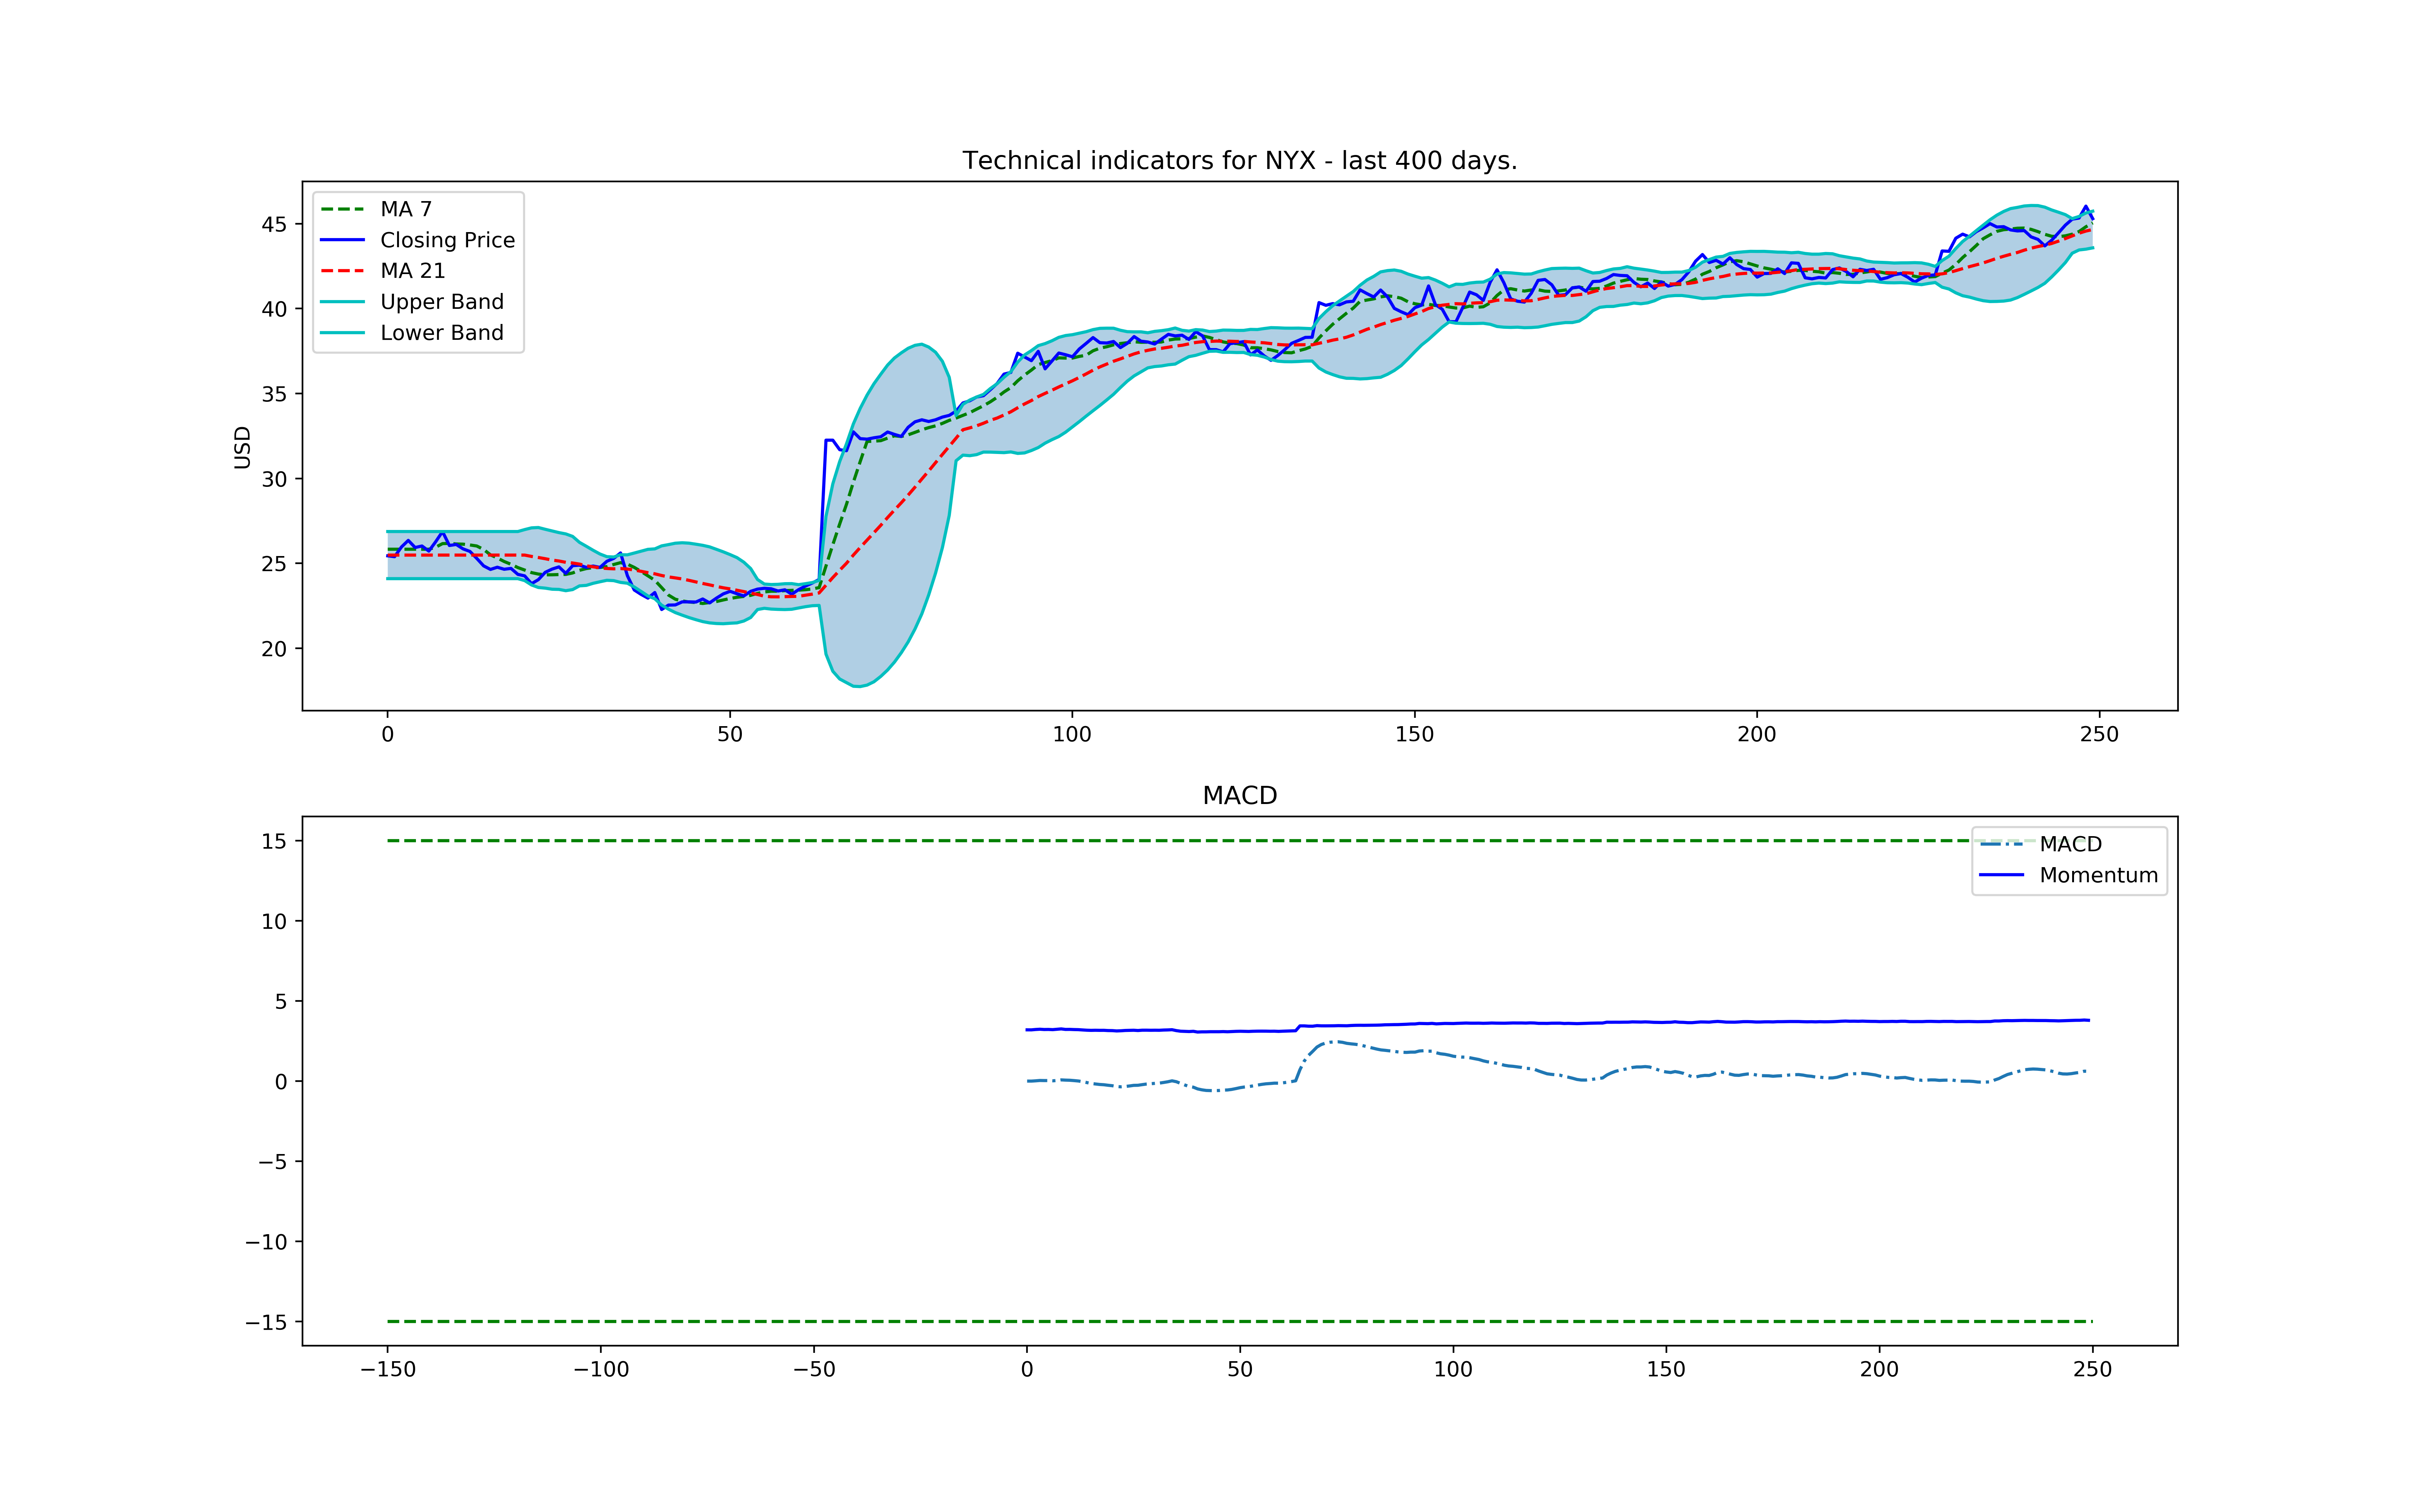 Technical indicators for NYX - last 400 days.
MA 7
Closing Price
MA 21
Upper Band
Lower Band
USD
45
40
35
30
25
20
0 50 100 150 200 250
MACD
MACD
Momentum
15
10
5
0
−5
−10
−15
−150 −100 −50 0 50 100 150 200 250